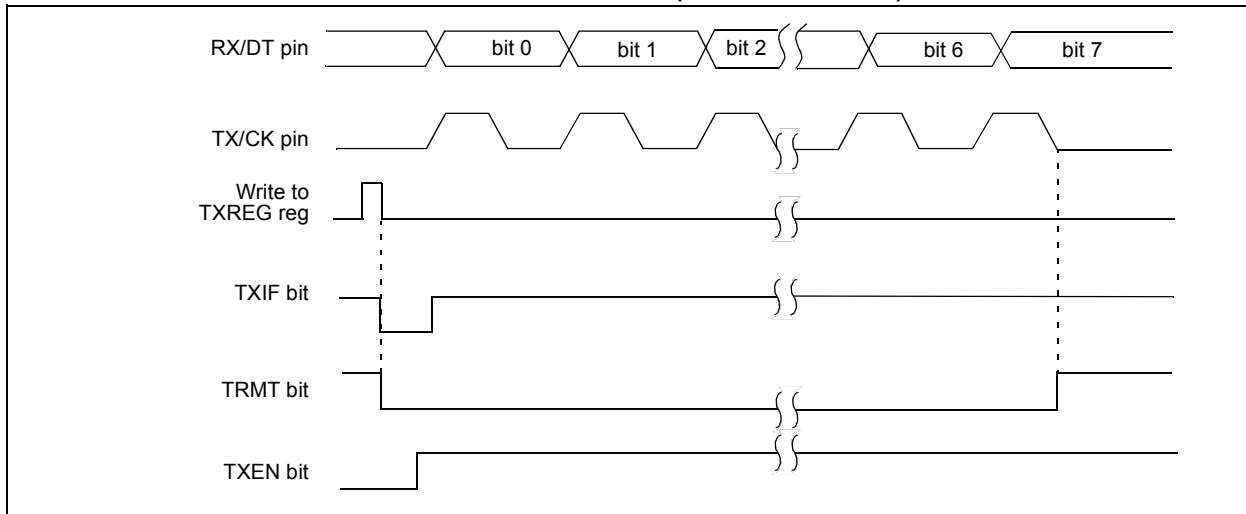 RX/DT pin
bit 0
bit 1
bit 2
bit 6
bit 7
TX/CK pin
Write to
TXREG reg
TXIF bit
TRMT bit
TXEN bit